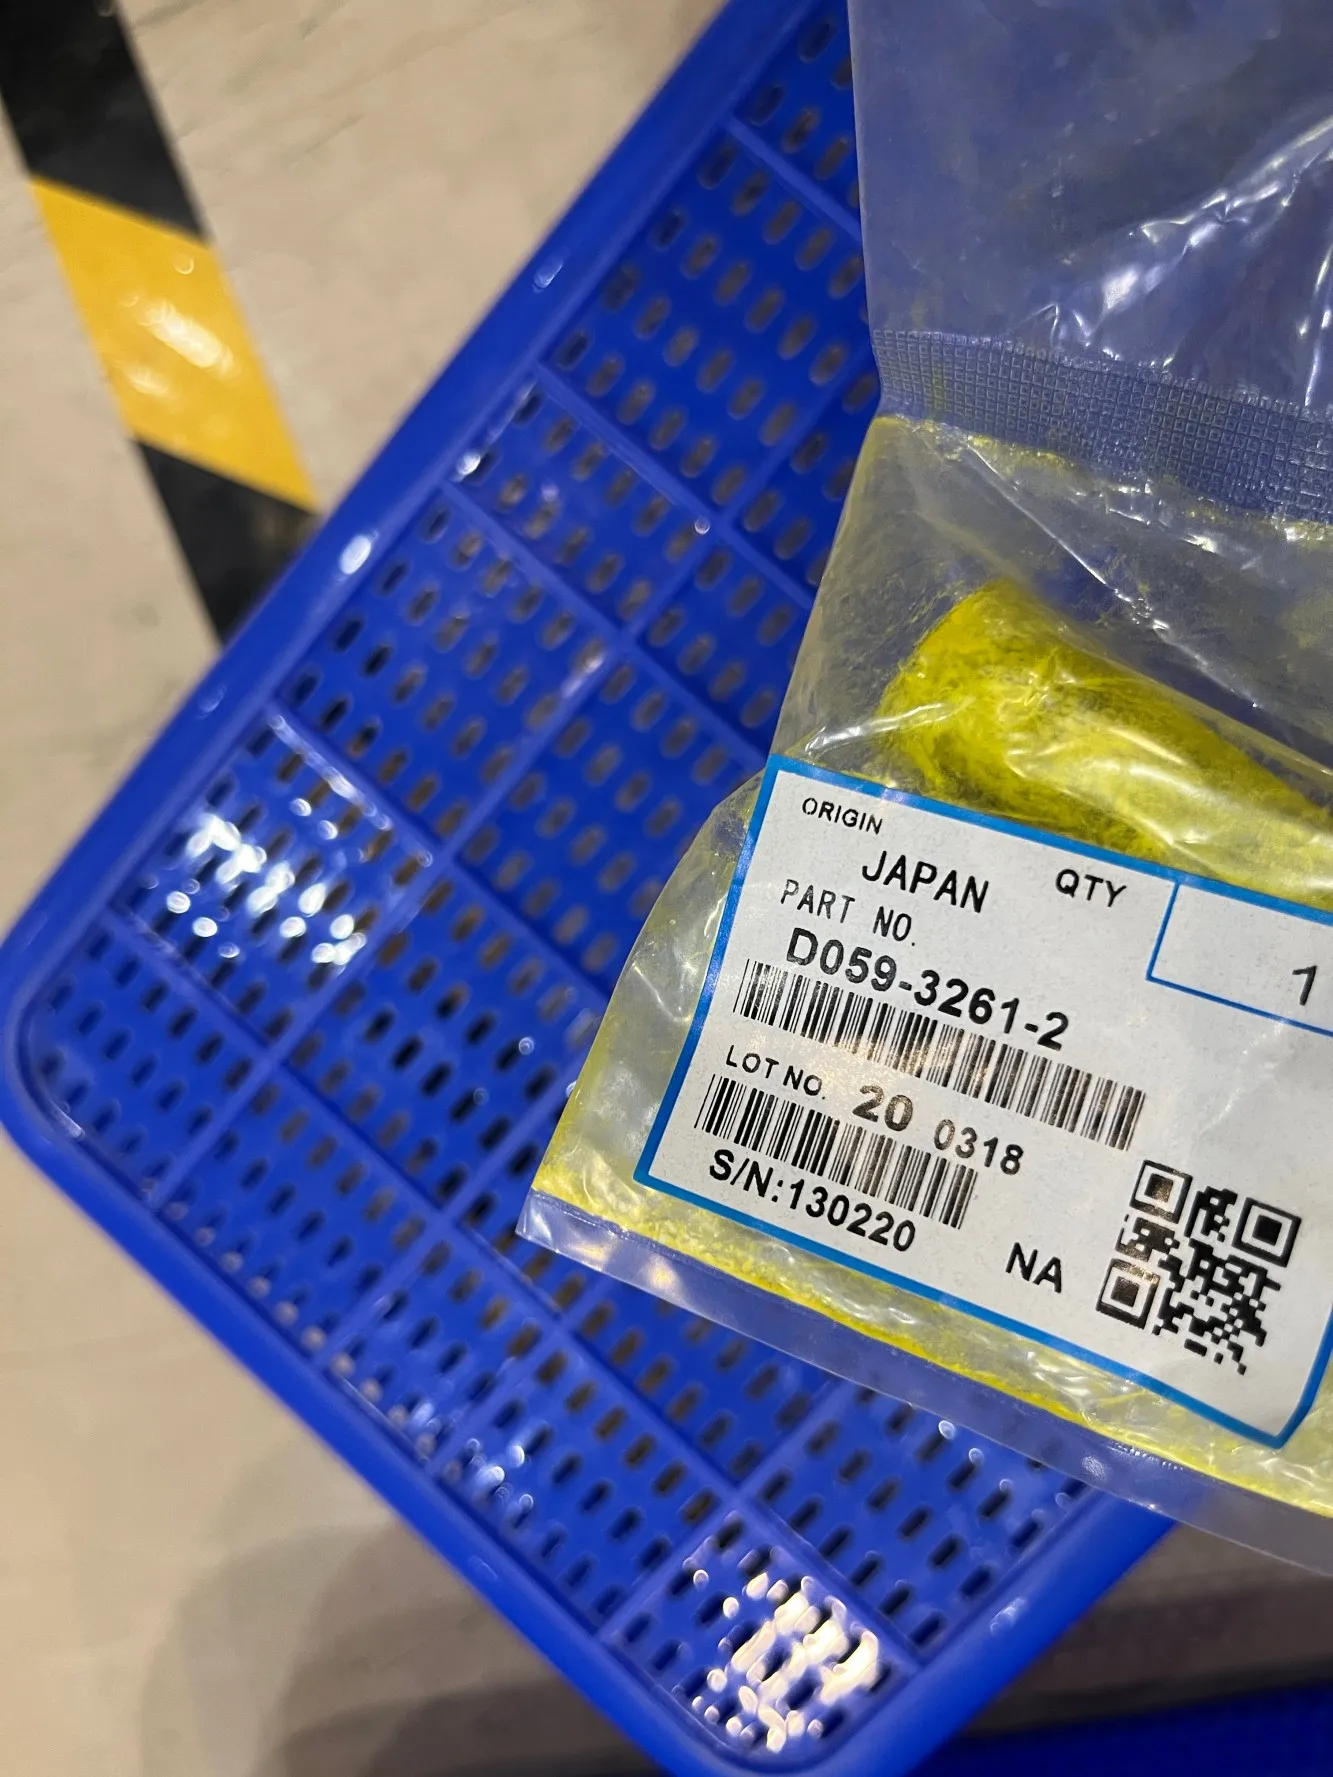 ORIGIN
JAPAN
QTY
1
PART NO.
D059-3261-2
LOT NO. 20 0318
S/N:130220
NA